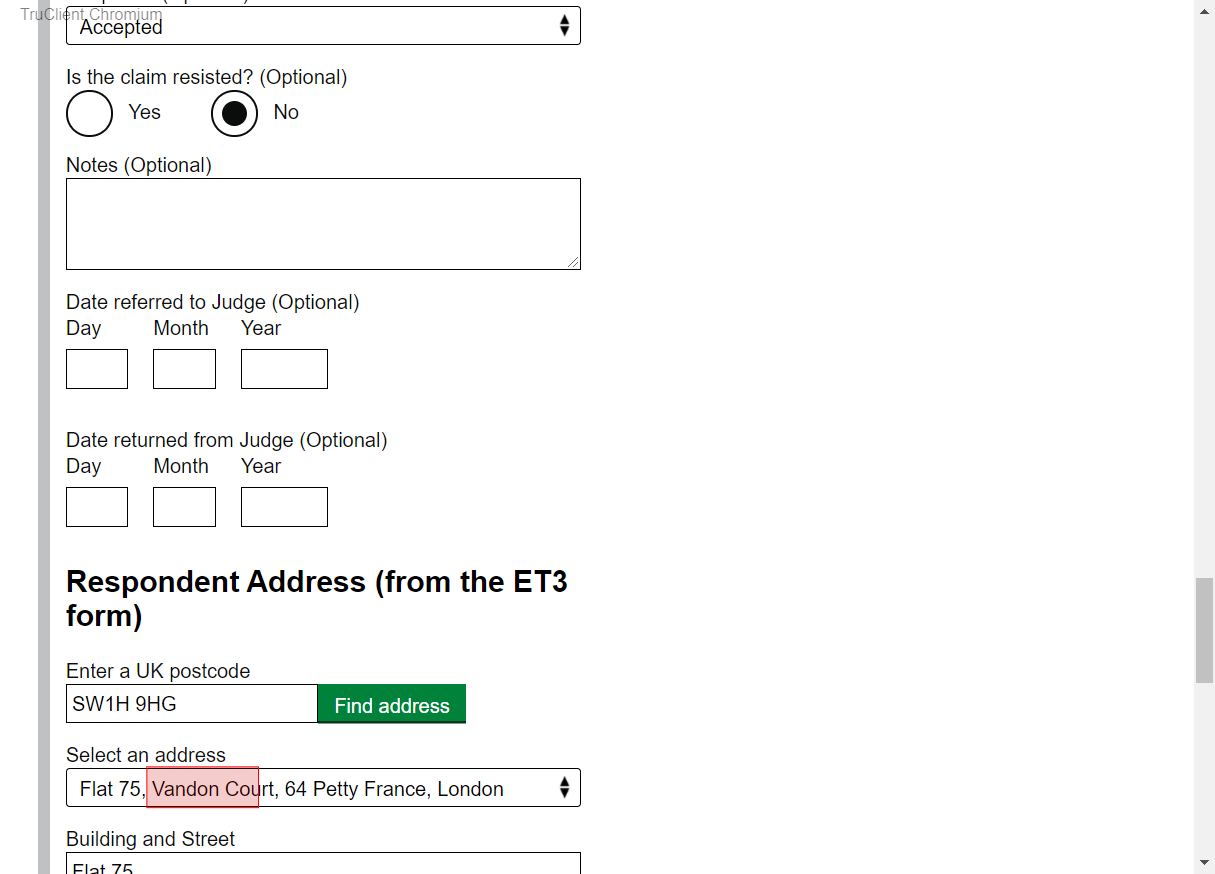 TruClient Chromium
Accepted
Is the claim resisted? (Optional)
Yes No
Notes (Optional)
Date referred to Judge (Optional)
Day Month Year
Date returned from Judge (Optional)
Day Month Year
Respondent Address (from the ET3
form)
Enter a UK postcode
SW1H 9HG Find address
Select an address
Flat 75, Vandon Court, 64 Petty France, London
Building and Street
Flat 75